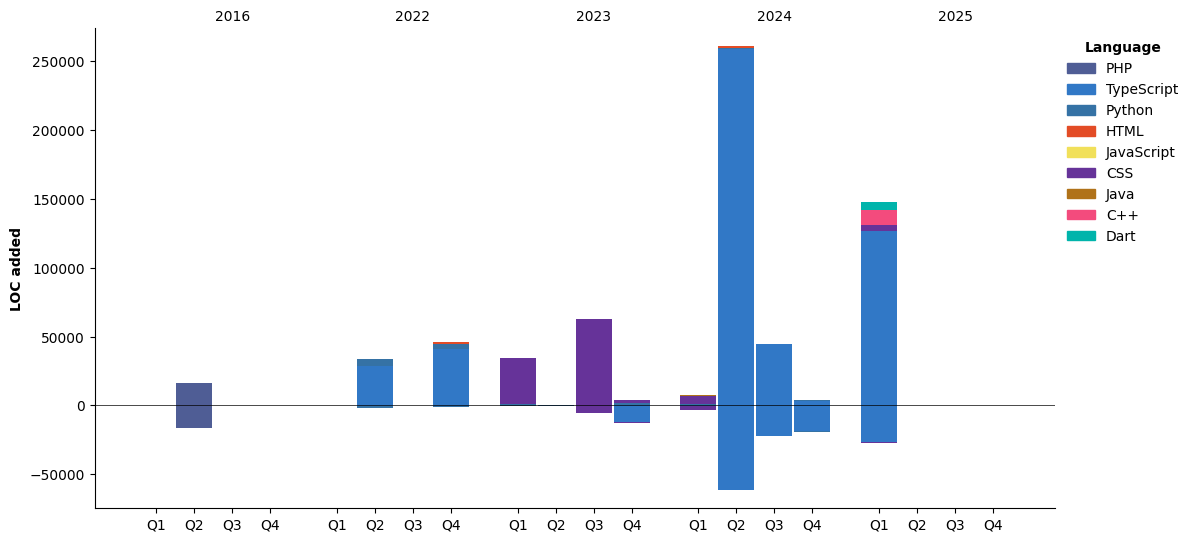 2016 2022 2023 2024 2025
Language
PHP
TypeScript
Python
HTML
JavaScript
CSS
Java
C++
Dart
LOC added
250000
200000
150000
100000
50000
0
−50000
Q1 Q2 Q3 Q4 Q1 Q2 Q3 Q4 Q1 Q2 Q3 Q4 Q1 Q2 Q3 Q4 Q1 Q2 Q3 Q4